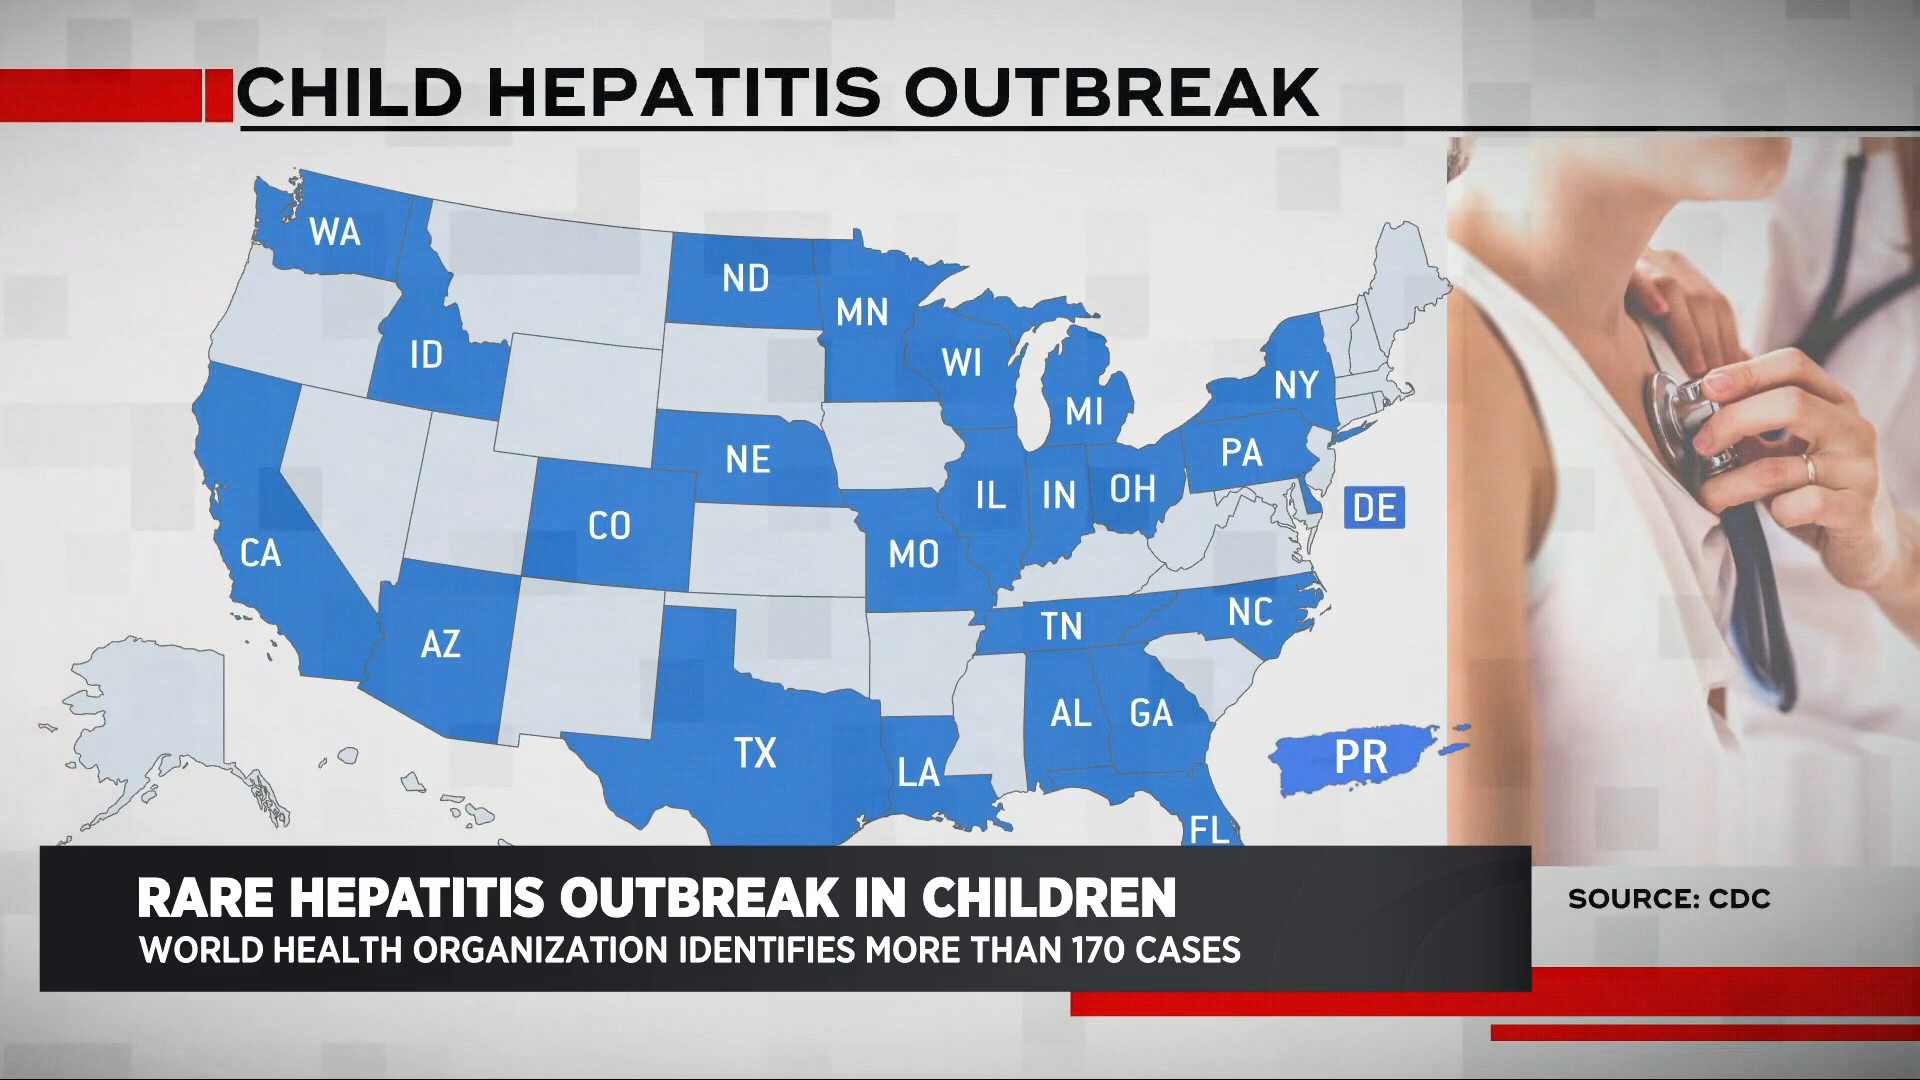 CHILD HEPATITIS OUTBREAK
WA
ND
MN
ID
WI
NY
MI
PA
NE
OH
IL
IN
DE
CO
MO
CA
NC
TN
AZ
AL
GA
TX
PR
LA
FL
RARE HEPATITIS OUTBREAK IN CHILDREN
WORLD HEALTH ORGANIZATION IDENTIFIES MORE THAN 170 CASES
SOURCE: CDC